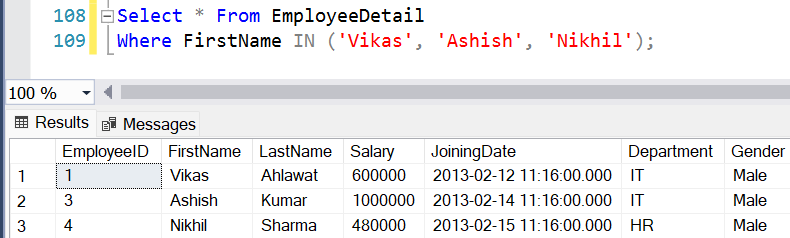 108 Select * From EmployeeDetail
109 Where FirstName IN ('Vikas', 'Ashish', 'Nikhil');
100 %
Results Messages
EmployeeID FirstName LastName Salary JoiningDate Department Gender
1 1 Vikas Ahlawat 600000 2013-02-12 11:16:00.000 IT Male
2 3 Ashish Kumar 1000000 2013-02-14 11:16:00.000 IT Male
3 4 Nikhil Sharma 480000 2013-02-15 11:16:00.000 HR Male